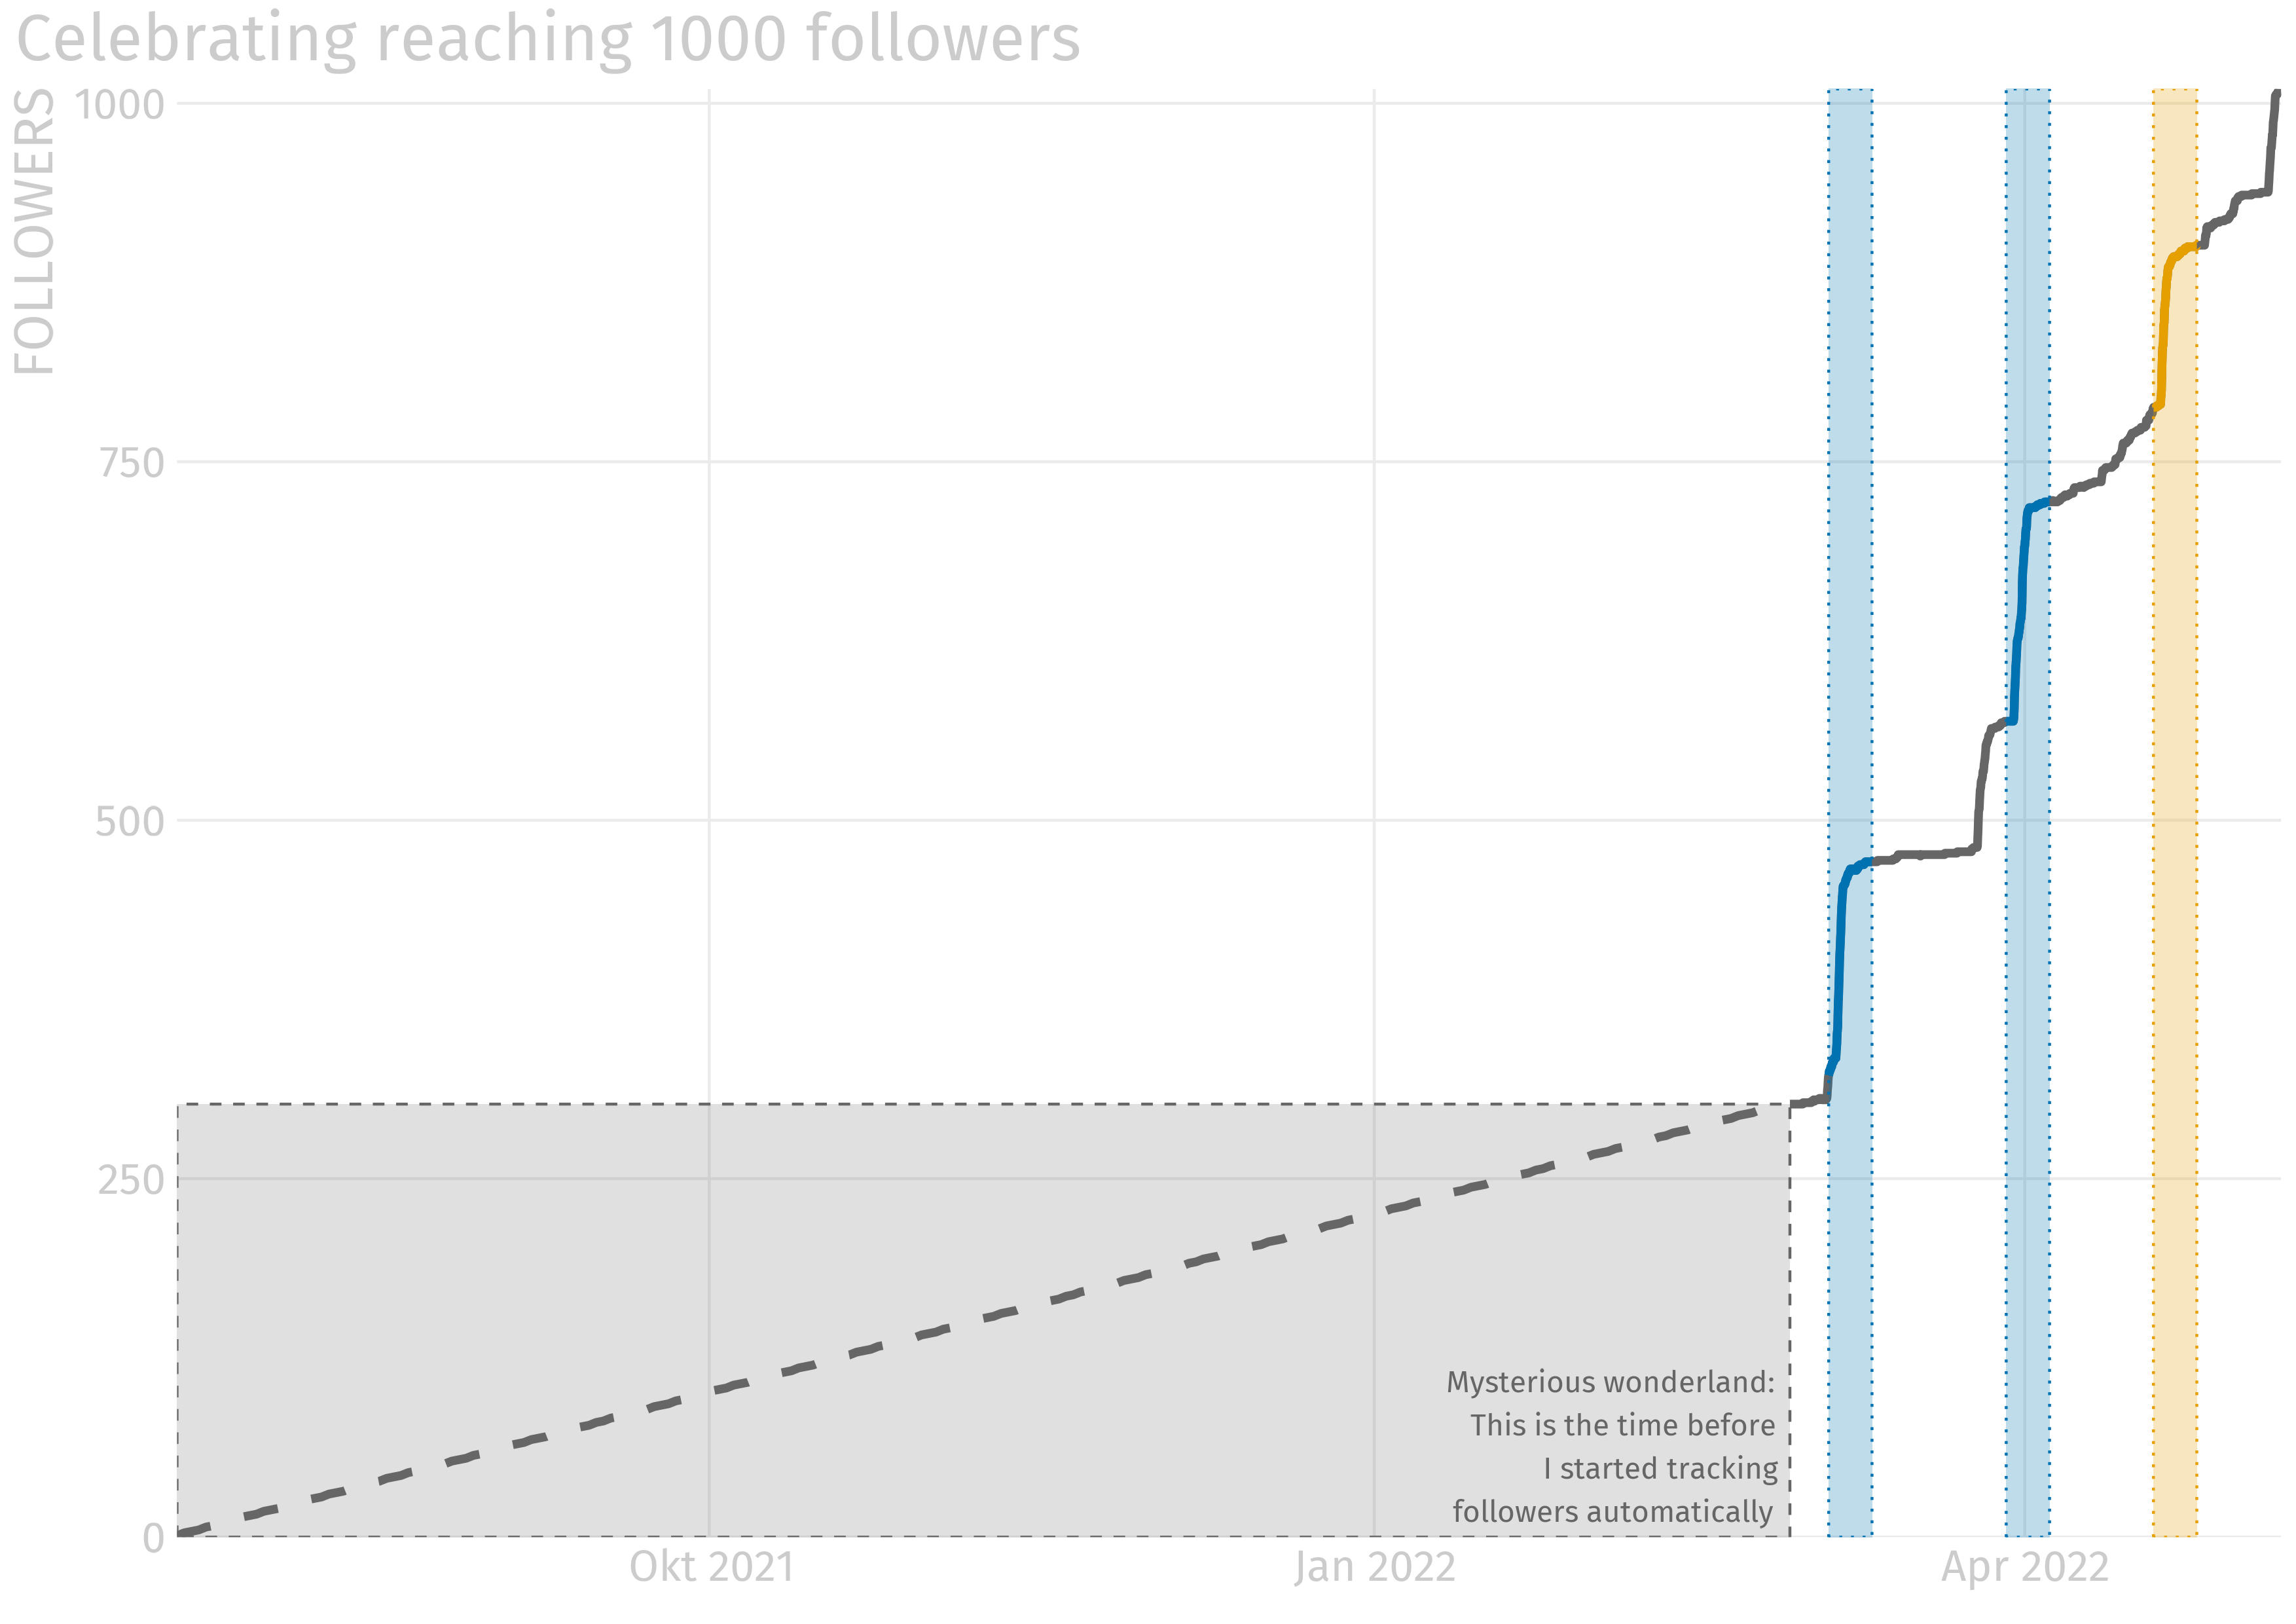 Celebrating reaching 1000 followers
FOLLOWERS
1000
750
500
250
0
Mysterious wonderland:
This is the time before
I started tracking
followers automatically
Okt 2021
Jan 2022
Apr 2022